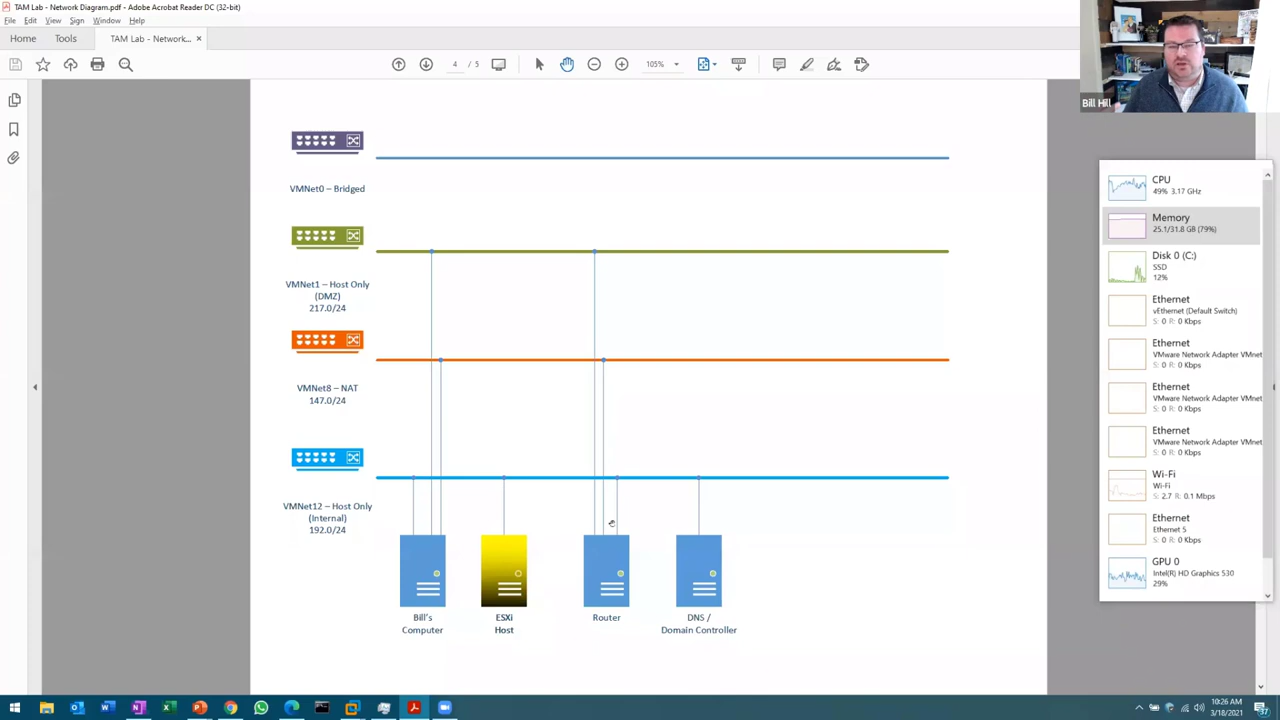 TAM Lab - Network Diagram.pdf - Adobe Acrobat Reader DC (32-bit)
File Edit View Sign Window Help
Home Tools TAM Lab - Network... ×
4 105%
Bill Hill
VMNet0 – Bridged
VMNet1 – Host Only
(DMZ)
217.0/24
VMNet8 – NAT
147.0/24
VMNet12 – Host Only
(Internal)
192.0/24
Bill's
Computer
ESXi
Host
Router
DNS /
Domain Controller
CPU
49% 3.17 GHz
Memory
25.1/31.8 GB (79%)
Disk 0 (C:)
SSD
12%
Ethernet
vEthernet (Default Switch)
S: 0 R: 0 Kbps
Ethernet
VMware Network Adapter VMnet
S: 0 R: 0 Kbps
Ethernet
VMware Network Adapter VMnet
S: 0 R: 0 Kbps
Ethernet
VMware Network Adapter VMnet
S: 0 R: 0 Kbps
Wi-Fi
Wi-Fi
S: 2.7 R: 0.1 Mbps
Ethernet
Ethernet 5
S: 0 R: 0 Kbps
GPU 0
Intel(R) HD Graphics 530
29%
10:26 AM
3/18/2021
37